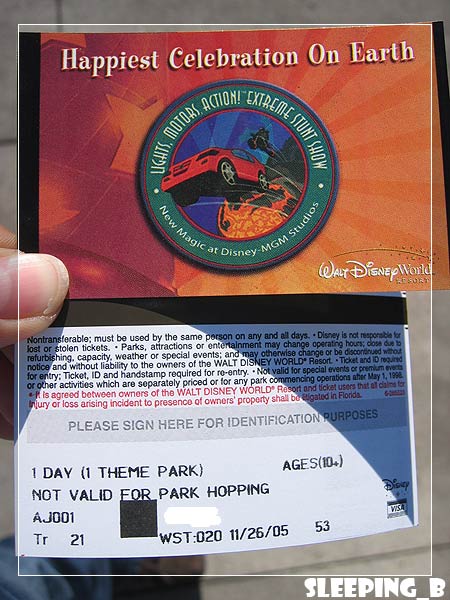 Happiest Celebration On Earth
LIGHTS, MOTORS, ACTION!™ EXTREME STUNT SHOW
New Magic at Disney-MGM Studios
WALT DISNEY World
RESORT
Nontransferable; must be used by the same person on any and all days. • Disney is not responsible for
lost or stolen tickets. • Parks, attractions or entertainment may change operating hours; close due to
refurbishing, capacity, weather or special events; and may otherwise change or be discontinued without
notice and without liability to the owners of the WALT DISNEY WORLD® Resort. • Ticket and ID required
for entry; Ticket, ID and handstamp required for re-entry. • Not valid for special events or premium events
or other activities which are separately priced or for any park commencing operations after May 1, 1998.
• It is agreed between owners of the WALT DISNEY WORLD® Resort and ticket users that all claims for
injury or loss arising incident to presence of owners' property shall be litigated in Florida.
PLEASE SIGN HERE FOR IDENTIFICATION PURPOSES
1 DAY (1 THEME PARK) AGES(10+)
NOT VALID FOR PARK HOPPING
AJ001
Disney
VISA
Tr 21 WST:020 11/26/05 53
SLEEPING_B